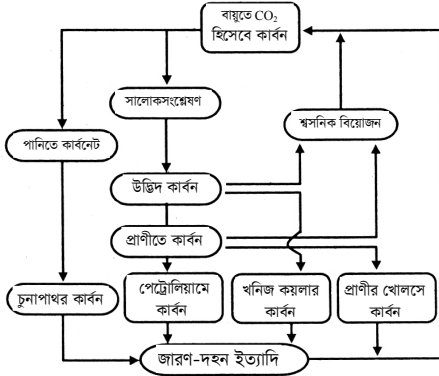 বায়ুতে CO₂
হিসেবে কার্বন
সালোকসংশ্লেষণ
শ্বসনিক বিয়োজন
পানিতে কার্বনেট
উদ্ভিদ কার্বন
প্রাণীতে কার্বন
চুনাপাথর কার্বন
পেট্রোলিয়ামে
কার্বন
খনিজ কয়লার
কার্বন
প্রাণীর খোলসে
কার্বন
জারণ-দহন ইত্যাদি